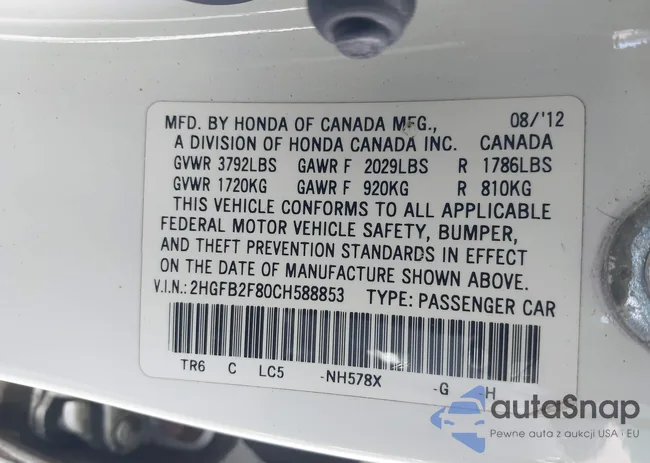 MFD. BY HONDA OF CANADA MFG., 08/'12
A DIVISION OF HONDA CANADA INC. CANADA
GVWR 3792LBS GAWR F 2029LBS R 1786LBS
GVWR 1720KG GAWR F 920KG R 810KG
THIS VEHICLE CONFORMS TO ALL APPLICABLE
FEDERAL MOTOR VEHICLE SAFETY, BUMPER,
AND THEFT PREVENTION STANDARDS IN EFFECT
ON THE DATE OF MANUFACTURE SHOWN ABOVE.
V.I.N.: 2HGFB2F80CH588853 TYPE: PASSENGER CAR
TR6 C LC5 -NH578X -G -H
autaSnap
Pewne auta z aukcji USA i EU